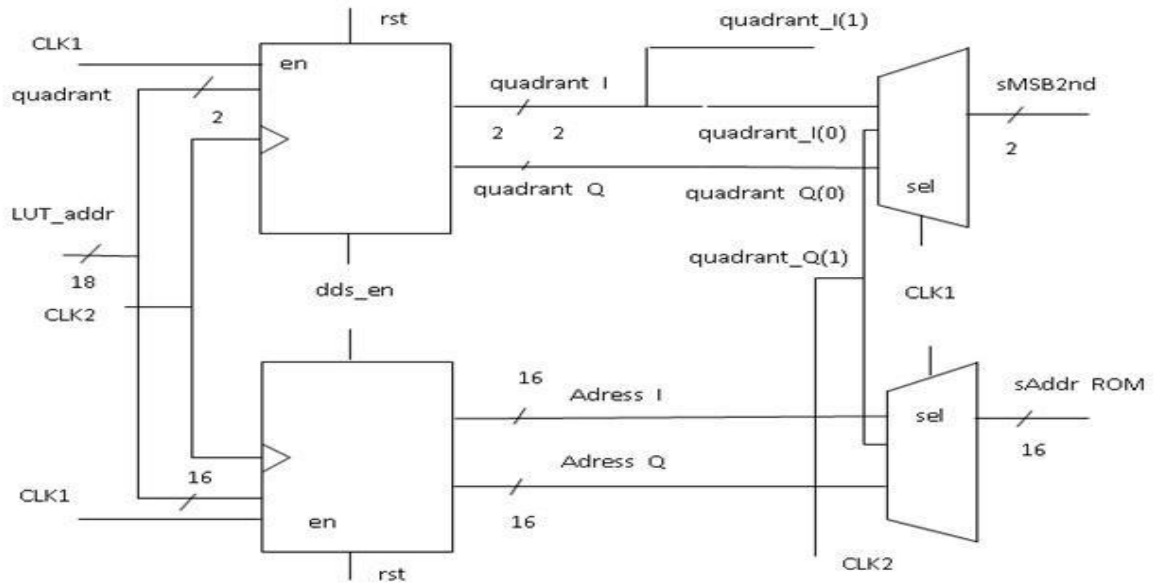 rst
quadrant_I(1)
CLK1
en
quadrant
2
quadrant I
2 2
sMSB2nd
2
quadrant_I(0)
quadrant Q
quadrant Q(0)
sel
LUT_addr
18
quadrant_Q(1)
CLK2
dds_en
CLK1
16
Adress I
sAddr ROM
sel
16
16
Adress Q
CLK1
16
en
CLK2
rst